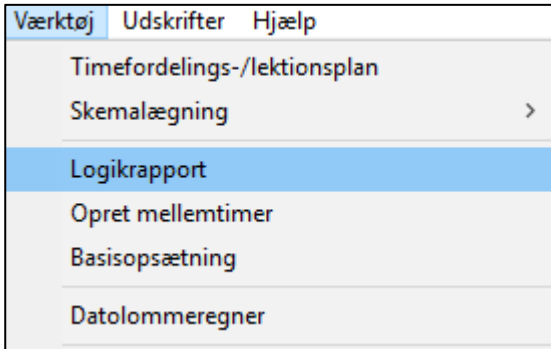 Værktøj Udskrifter Hjælp
Timefordelings-/lektionsplan
Skemalægning
Logikrapport
Opret mellemtimer
Basisopsætning
Datolommeregner